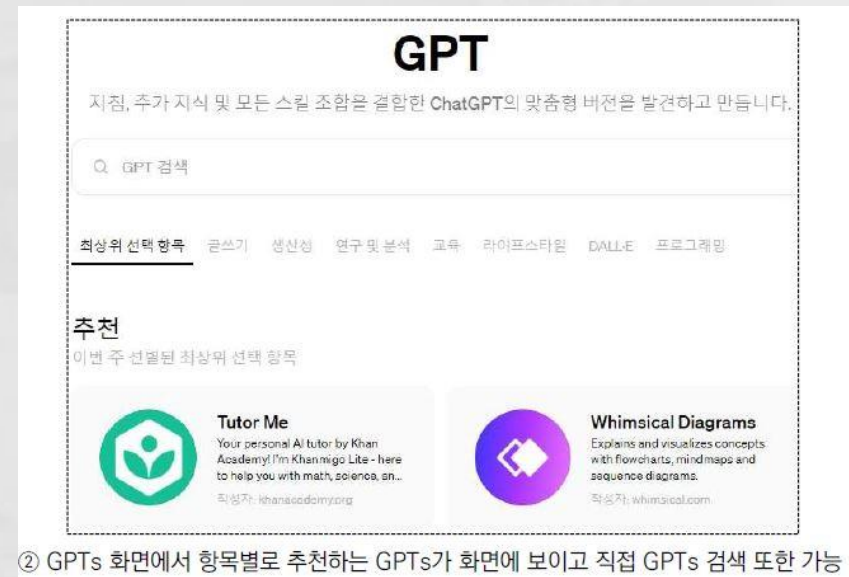 GPT
지침, 추가 지식 및 모든 스킬 조합을 결합한 ChatGPT의 맞춤형 버전을 발견하고 만듭니다.
GPT 검색
최상위 선택 항목 글쓰기 생산성 연구 및 분석 교육 라이프스타일 DALL·E 프로그래밍
추천
이번 주 선별된 최상위 선택 항목
Tutor Me
Your personal AI tutor by Khan
Academy! I'm Khanmigo Lite - here
to help you with math, science, an...
작성자: khanacademy.org
Whimsical Diagrams
Explains and visualizes concepts
with flowcharts, mindmaps and
sequence diagrams.
작성자: whimsical.com
② GPTs 화면에서 항목별로 추천하는 GPTs가 화면에 보이고 직접 GPTs 검색 또한 가능